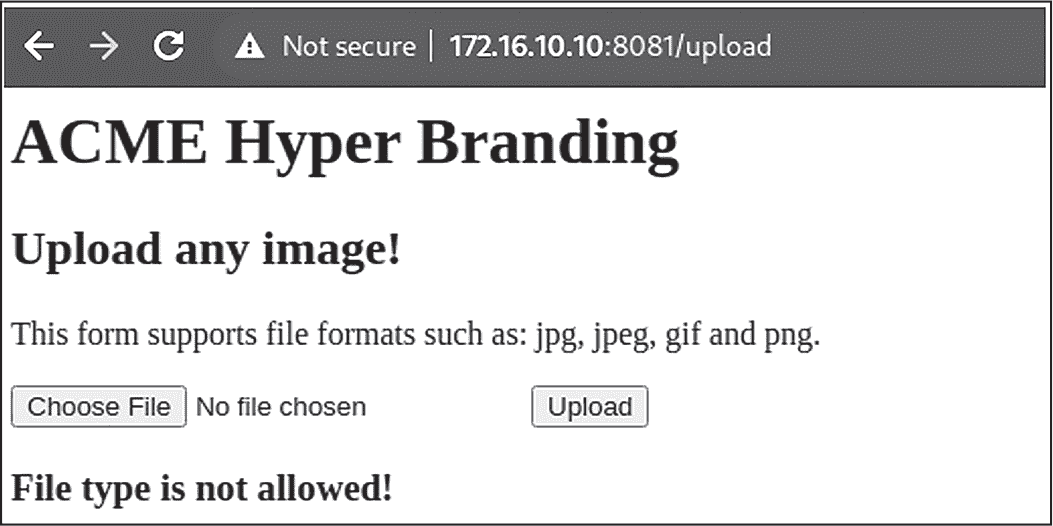 Not secure | 172.16.10.10:8081/upload
ACME Hyper Branding
Upload any image!
This form supports file formats such as: jpg, jpeg, gif and png.
Choose File No file chosen Upload
File type is not allowed!